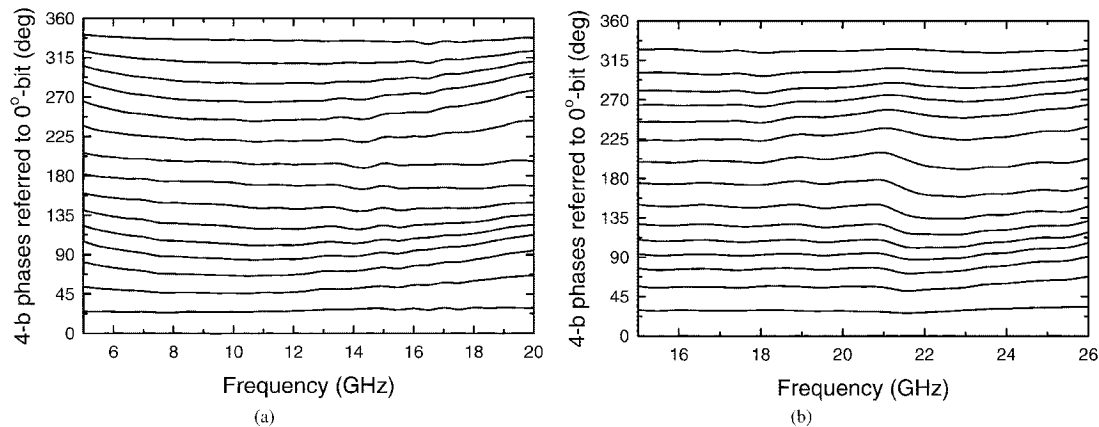 4-b phases referred to 0°-bit (deg)
360
315
270
225
180
135
90
45
0
6 8 10 12 14 16 18 20
Frequency (GHz)
(a)
4-b phases referred to 0°-bit (deg)
360
315
270
225
180
135
90
45
0
16 18 20 22 24 26
Frequency (GHz)
(b)